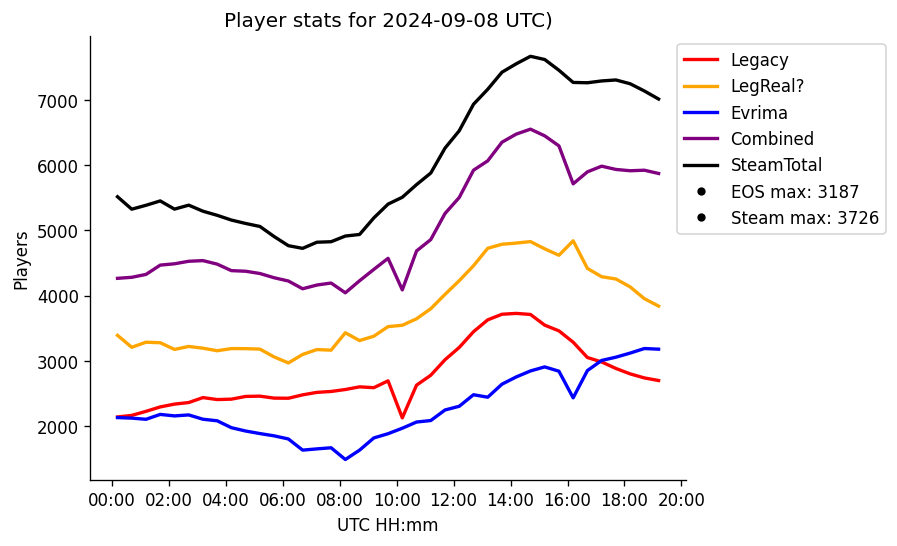 Player stats for 2024-09-08 UTC)
Legacy
LegReal?
Evrima
Combined
SteamTotal
EOS max: 3187
Steam max: 3726
Players
7000
6000
5000
4000
3000
2000
00:00 02:00 04:00 06:00 08:00 10:00 12:00 14:00 16:00 18:00 20:00
UTC HH:mm